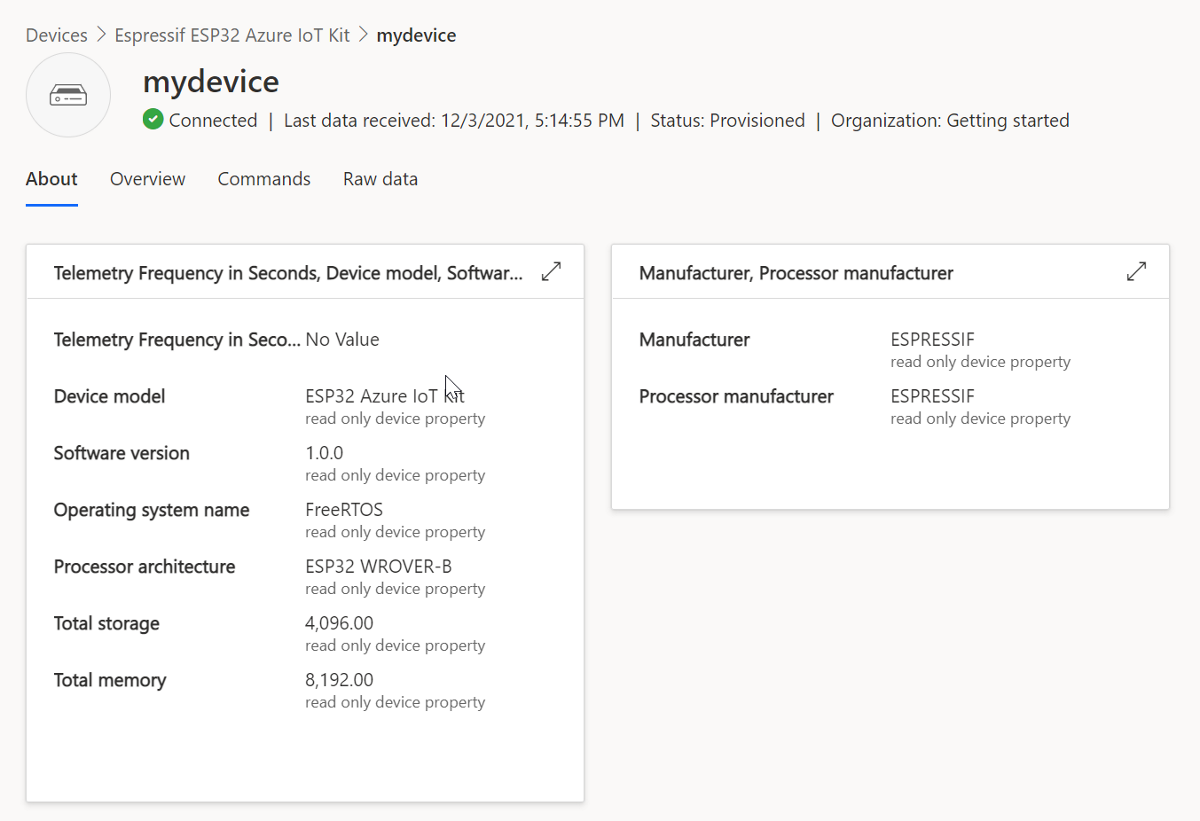 Devices > Espressif ESP32 Azure IoT Kit > mydevice
mydevice
Connected | Last data received: 12/3/2021, 5:14:55 PM | Status: Provisioned | Organization: Getting started
About Overview Commands Raw data
Telemetry Frequency in Seconds, Device model, Softwar...
Telemetry Frequency in Seco... No Value
Device model ESP32 Azure IoT Kit
read only device property
Software version 1.0.0
read only device property
Operating system name FreeRTOS
read only device property
Processor architecture ESP32 WROVER-B
read only device property
Total storage 4,096.00
read only device property
Total memory 8,192.00
read only device property
Manufacturer, Processor manufacturer
Manufacturer ESPRESSIF
read only device property
Processor manufacturer ESPRESSIF
read only device property